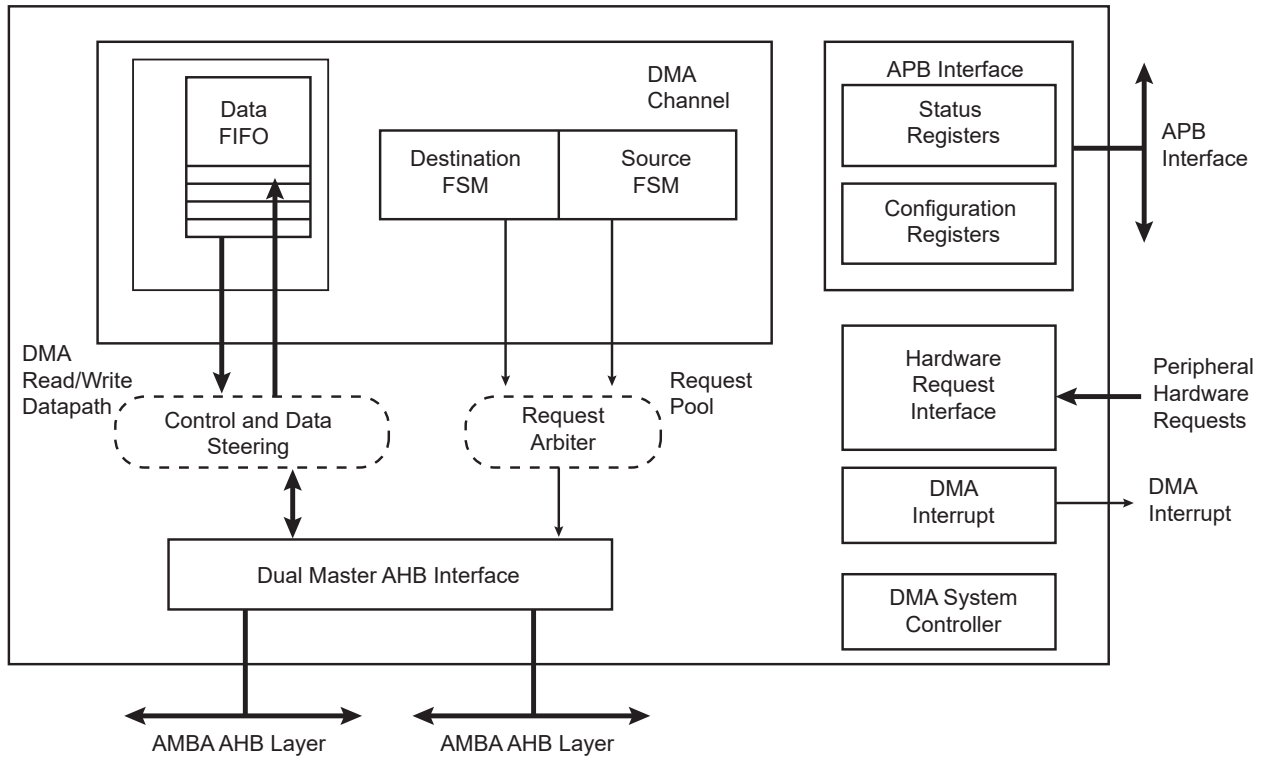 DMA
Channel
Data
FIFO
Destination
FSM
Source
FSM
APB Interface
Status
Registers
Configuration
Registers
APB
Interface
DMA
Read/Write
Datapath
Control and Data
Steering
Request
Arbiter
Request
Pool
Hardware
Request
Interface
Peripheral
Hardware
Requests
DMA
Interrupt
DMA
Interrupt
Dual Master AHB Interface
DMA System
Controller
AMBA AHB Layer
AMBA AHB Layer